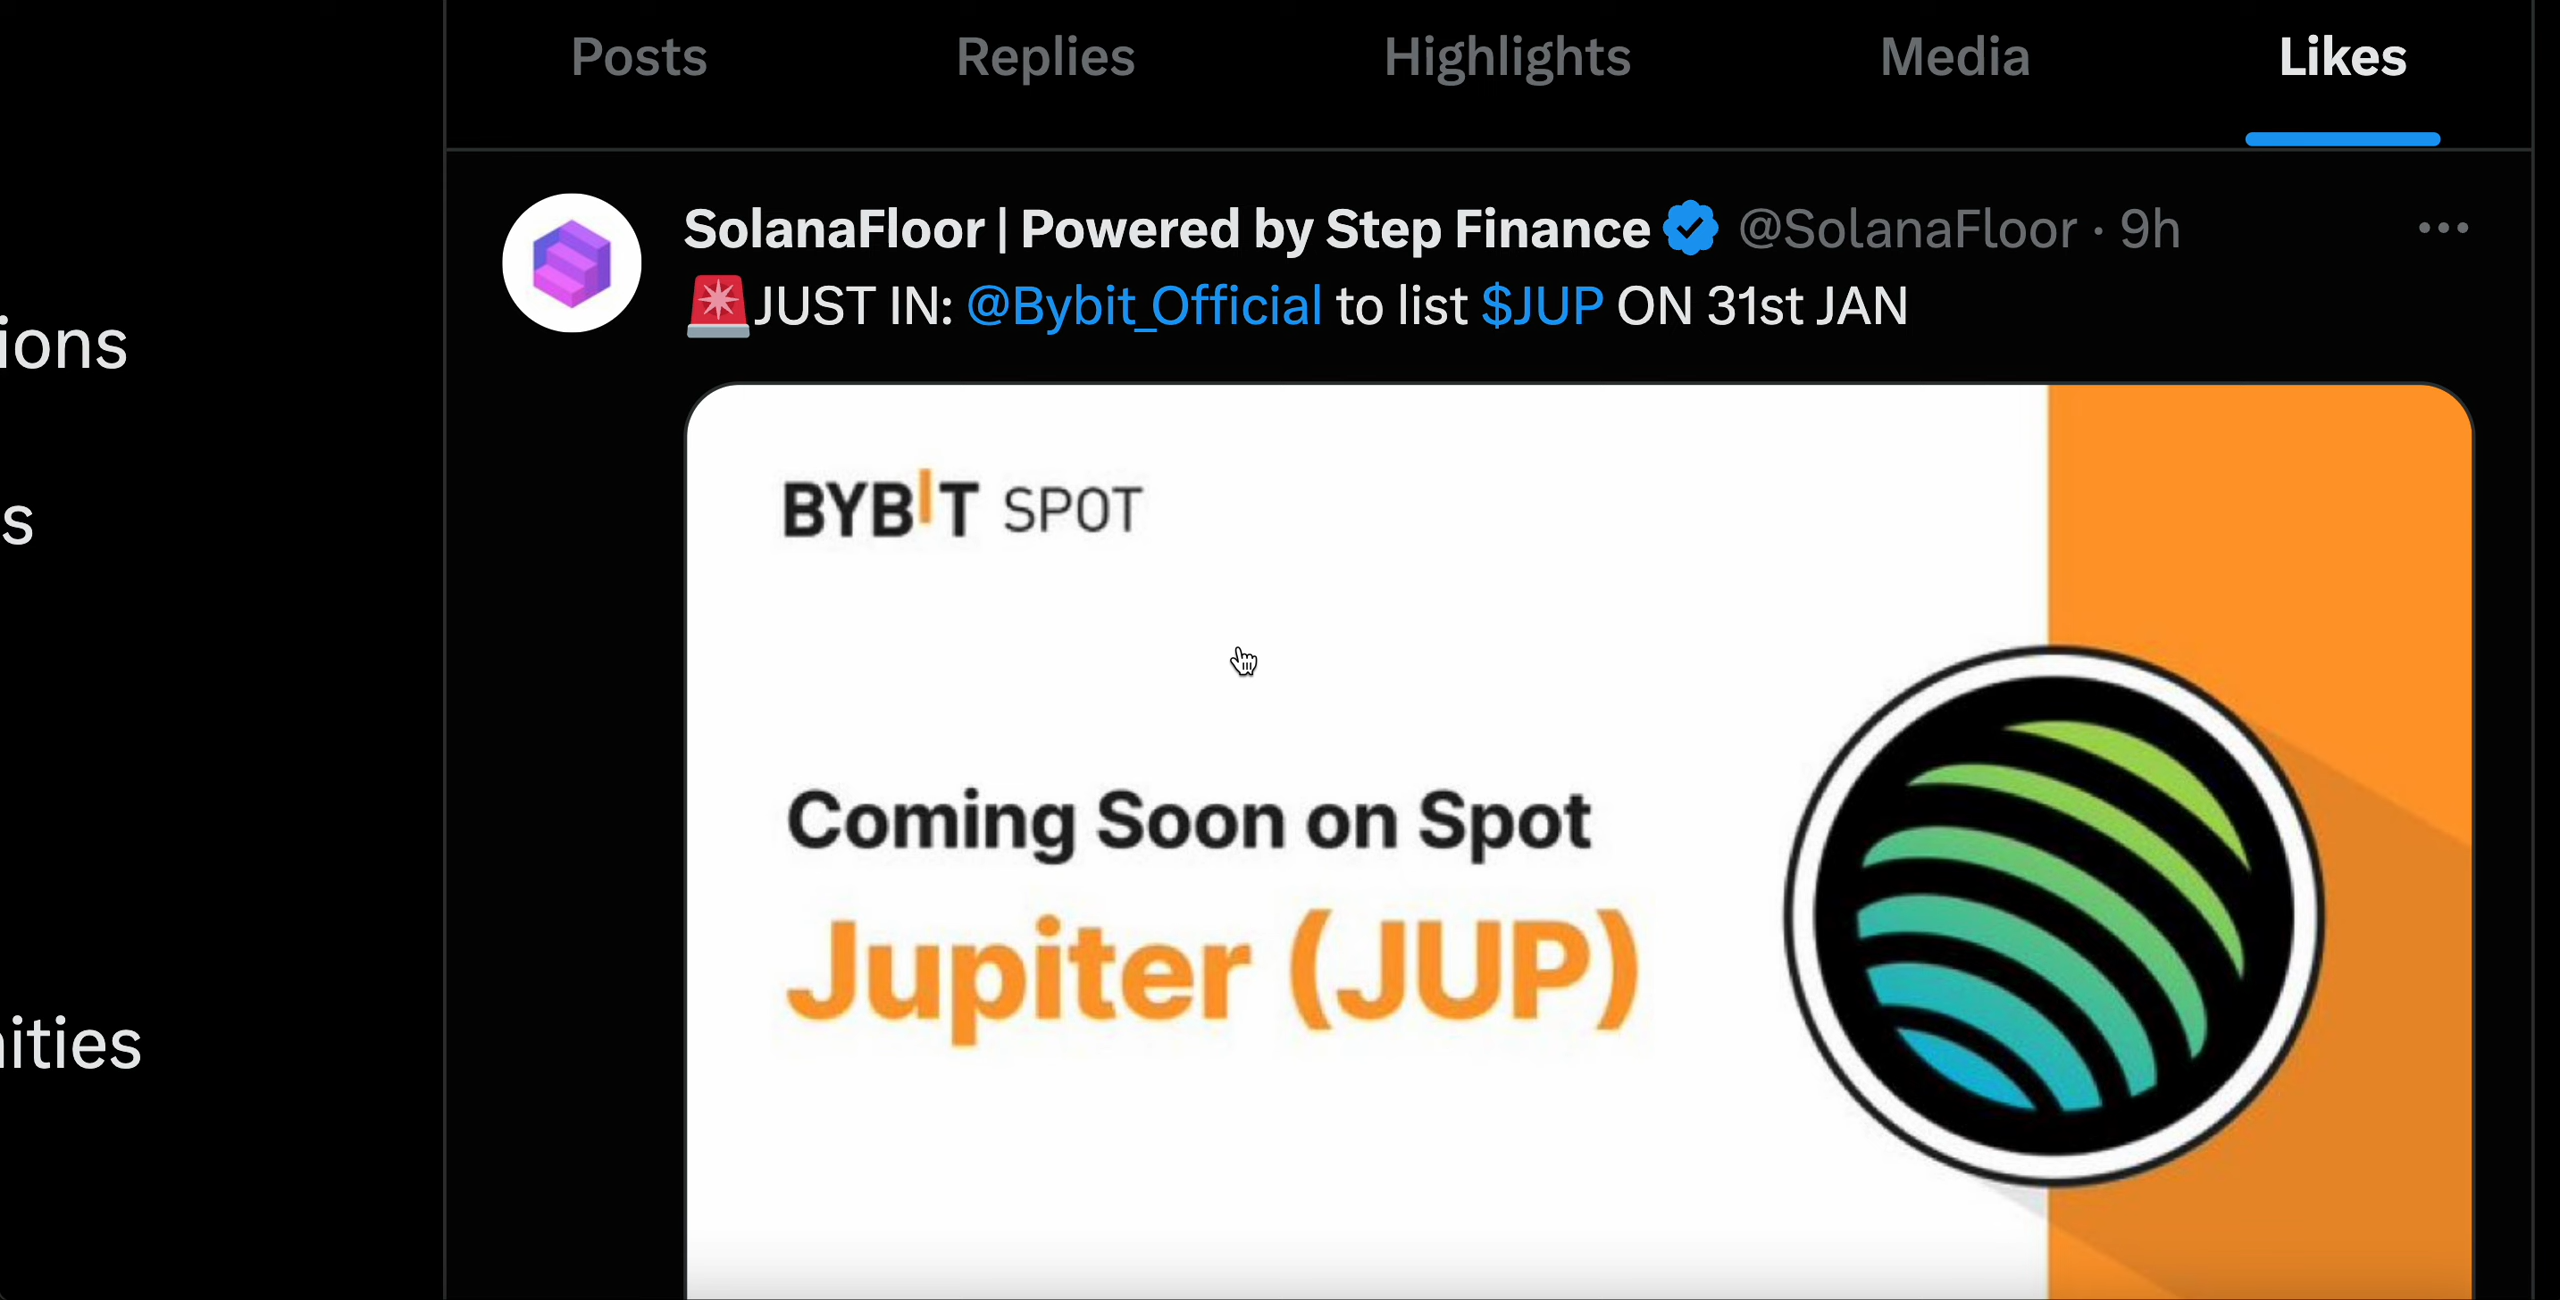 Posts Replies Highlights Media Likes
SolanaFloor | Powered by Step Finance @SolanaFloor · 9h
🚨JUST IN: @Bybit_Official to list $JUP ON 31st JAN
ions
s
ities
BYBIT SPOT
Coming Soon on Spot
Jupiter (JUP)